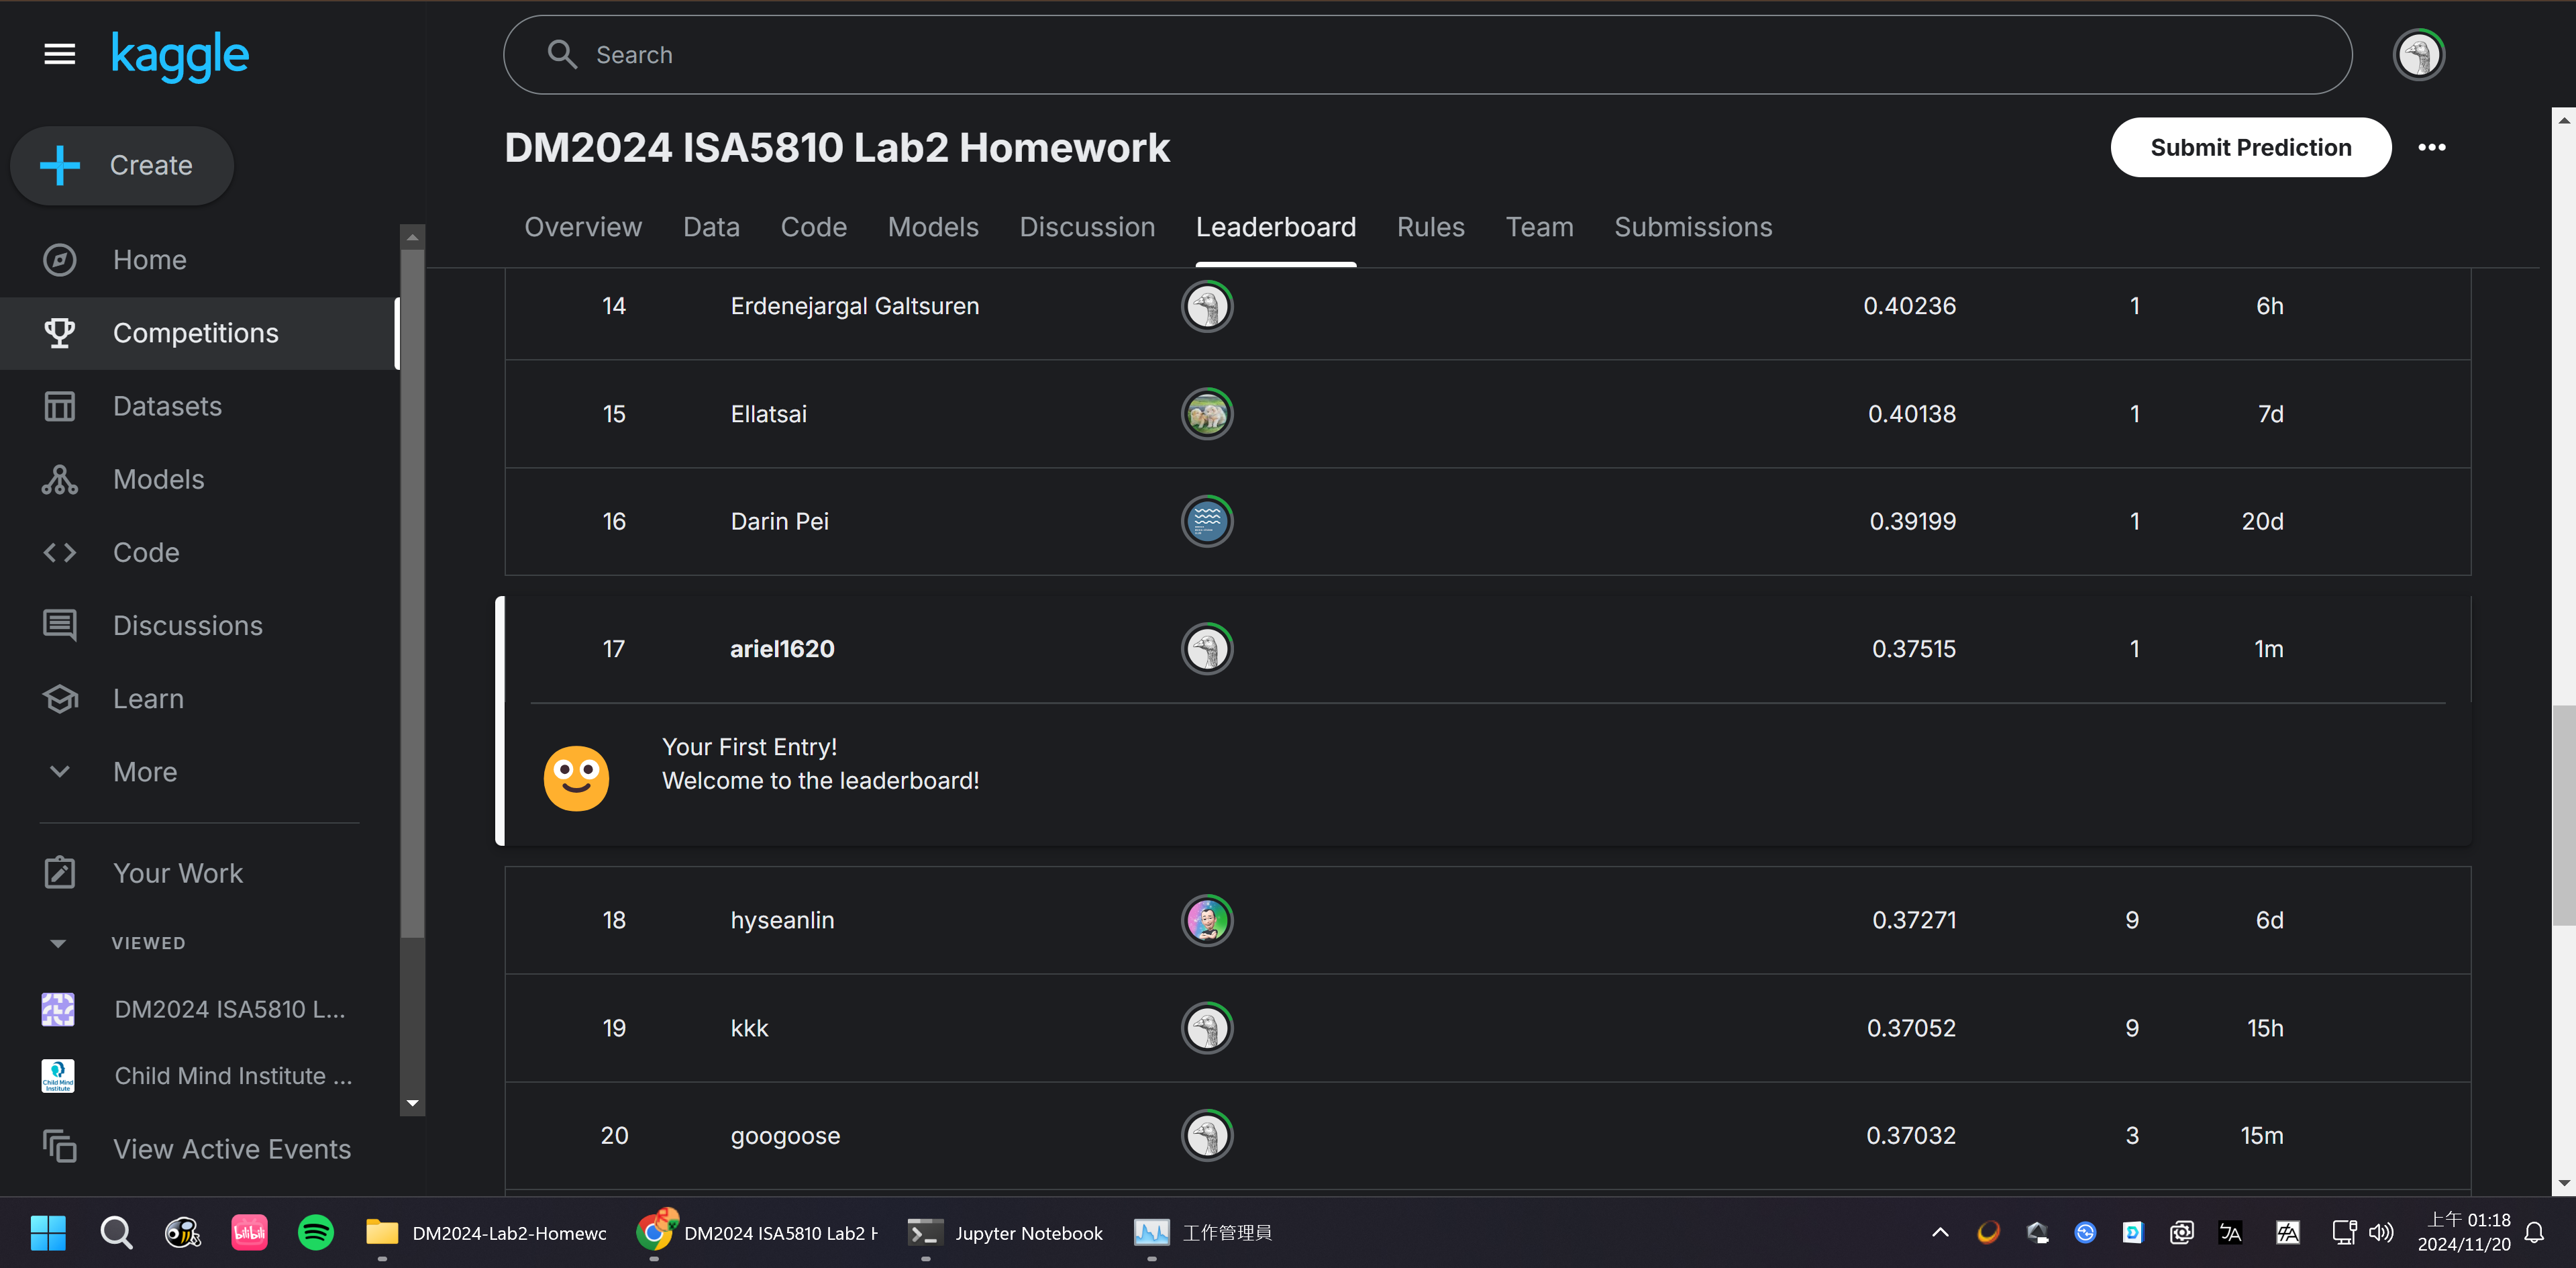 kaggle
Search
Create
DM2024 ISA5810 Lab2 Homework
Submit Prediction
Overview Data Code Models Discussion Leaderboard Rules Team Submissions
Home
Competitions
Datasets
Models
Code
Discussions
Learn
More
Your Work
VIEWED
DM2024 ISA5810 L...
Child Mind Institute ...
View Active Events
14 Erdenejargal Galtsuren 0.40236 1 6h
15 Ellatsai 0.40138 1 7d
16 Darin Pei 0.39199 1 20d
17 ariel1620 0.37515 1 1m
Your First Entry!
Welcome to the leaderboard!
18 hyseanlin 0.37271 9 6d
19 kkk 0.37052 9 15h
20 googoose 0.37032 3 15m
Child Mind
Institute
bilibili
DM2024-Lab2-Homewc
DM2024 ISA5810 Lab2 H
Jupyter Notebook
工作管理員
上午 01:18
2024/11/20